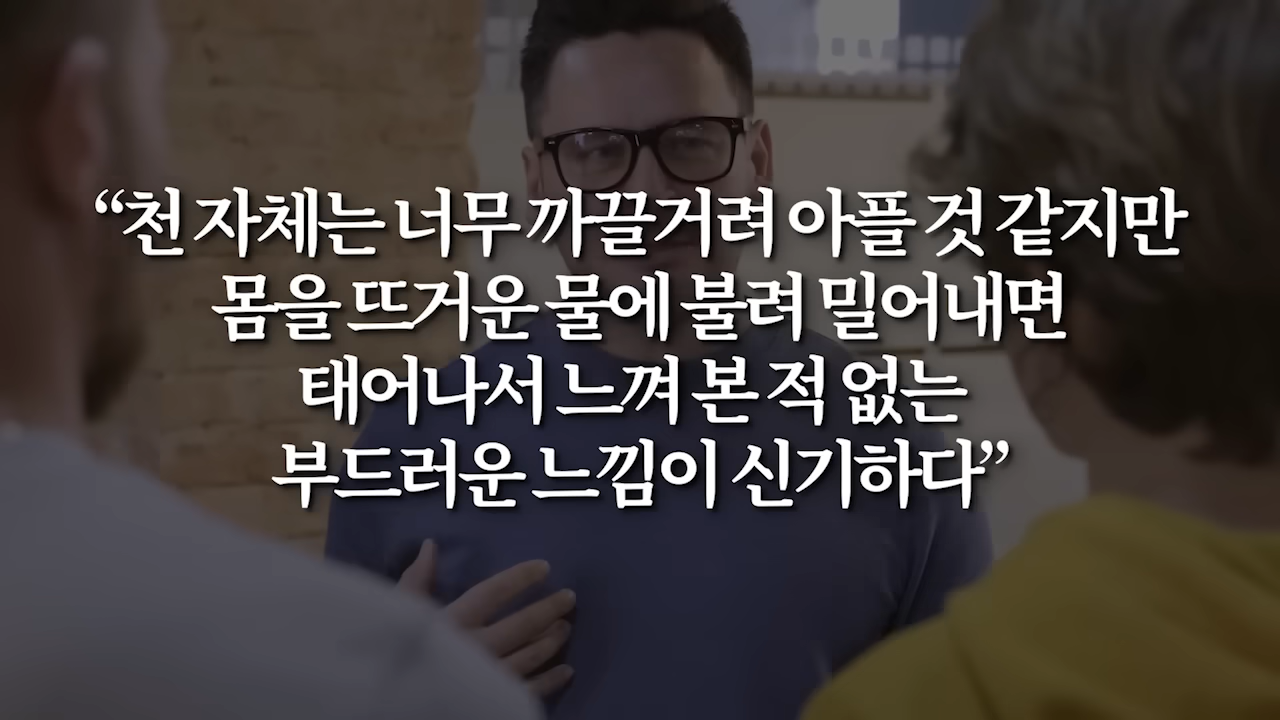 “천 자체는 너무 까끌거려 아플 것 같지만
몸을 뜨거운 물에 불려 밀어내면
태어나서 느껴 본 적 없는
부드러운 느낌이 신기하다”